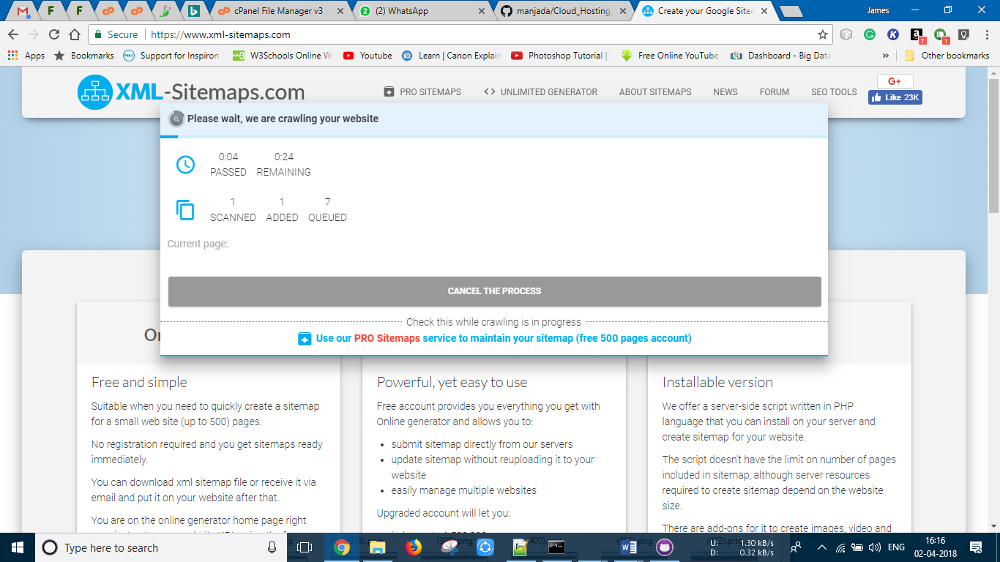 cPanel File Manager v3
(2) WhatsApp
manjada/Cloud_Hosting_
Create your Google Siten
James
Secure
https://www.xml-sitemaps.com
7
1
Apps
Bookmarks
Support for Inspiron
W3Schools Online W
Youtube
Learn | Canon Explain
Photoshop Tutorial |
Free Online YouTube
Dashboard - Big Data
»
Other bookmarks
XML-Sitemaps.com
PRO SITEMAPS
UNLIMITED GENERATOR
ABOUT SITEMAPS
NEWS
FORUM
SEO TOOLS
G+
Like 23K
Please wait, we are crawling your website
0:04 0:24
PASSED REMAINING
1 1 7
SCANNED ADDED QUEUED
Current page:
CANCEL THE PROCESS
Check this while crawling is in progress
Use our PRO Sitemaps service to maintain your sitemap (free 500 pages account)
Free and simple
Suitable when you need to quickly create a sitemap
for a small web site (up to 500) pages.
No registration required and you get sitemaps ready
immediately.
You can download xml sitemap file or receive it via
email and put it on your website after that.
You are on the online generator home page right
Powerful, yet easy to use
Free account provides you everything you get with
Online generator and allows you to:
• submit sitemap directly from our servers
• update sitemap without reuploading it to your
website
• easily manage multiple websites
Upgraded account will let you:
Installable version
We offer a server-side script written in PHP
language that you can install on your server and
create sitemap for your website.
The script doesn't have the limit on number of pages
included in sitemap, although server resources
required to create sitemap depend on the website
size.
There are add-ons for it to create images, video and
Type here to search
U: 1.30 kB/s
D: 0.32 kB/s
ENG
16:16
02-04-2018